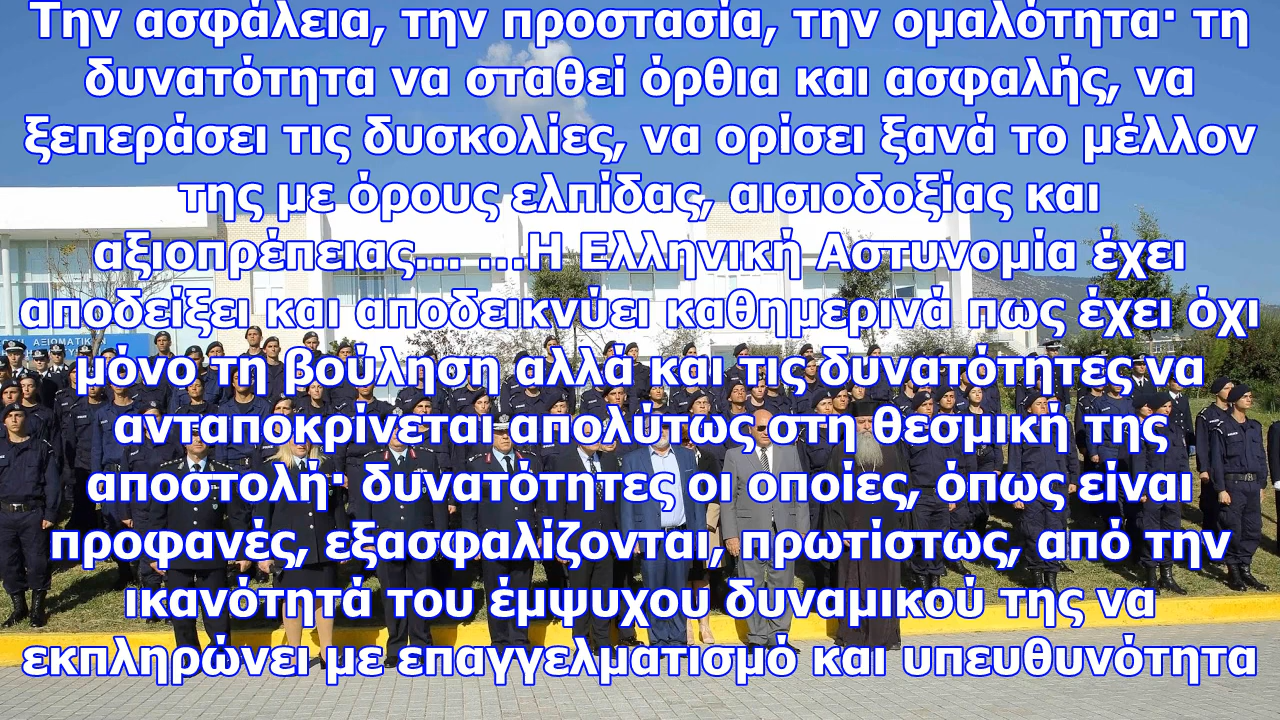 Την ασφάλεια, την προστασία, την ομαλότητα· τη
δυνατότητα να σταθεί όρθια και ασφαλής, να
ξεπεράσει τις δυσκολίες, να ορίσει ξανά το μέλλον
της με όρους ελπίδας, αισιοδοξίας και
αξιοπρέπειας... ...Η Ελληνική Αστυνομία έχει
αποδείξει και αποδεικνύει καθημερινά πως έχει όχι
μόνο τη βούληση αλλά και τις δυνατότητες να
ανταποκρίνεται απολύτως στη θεσμική της
αποστολή· δυνατότητες οι οποίες, όπως είναι
προφανές, εξασφαλίζονται, πρωτίστως, από την
ικανότητά του έμψυχου δυναμικού της να
εκπληρώνει με επαγγελματισμό και υπευθυνότητα
ΑΞΙΩΜΑΤΙΚΩΝ